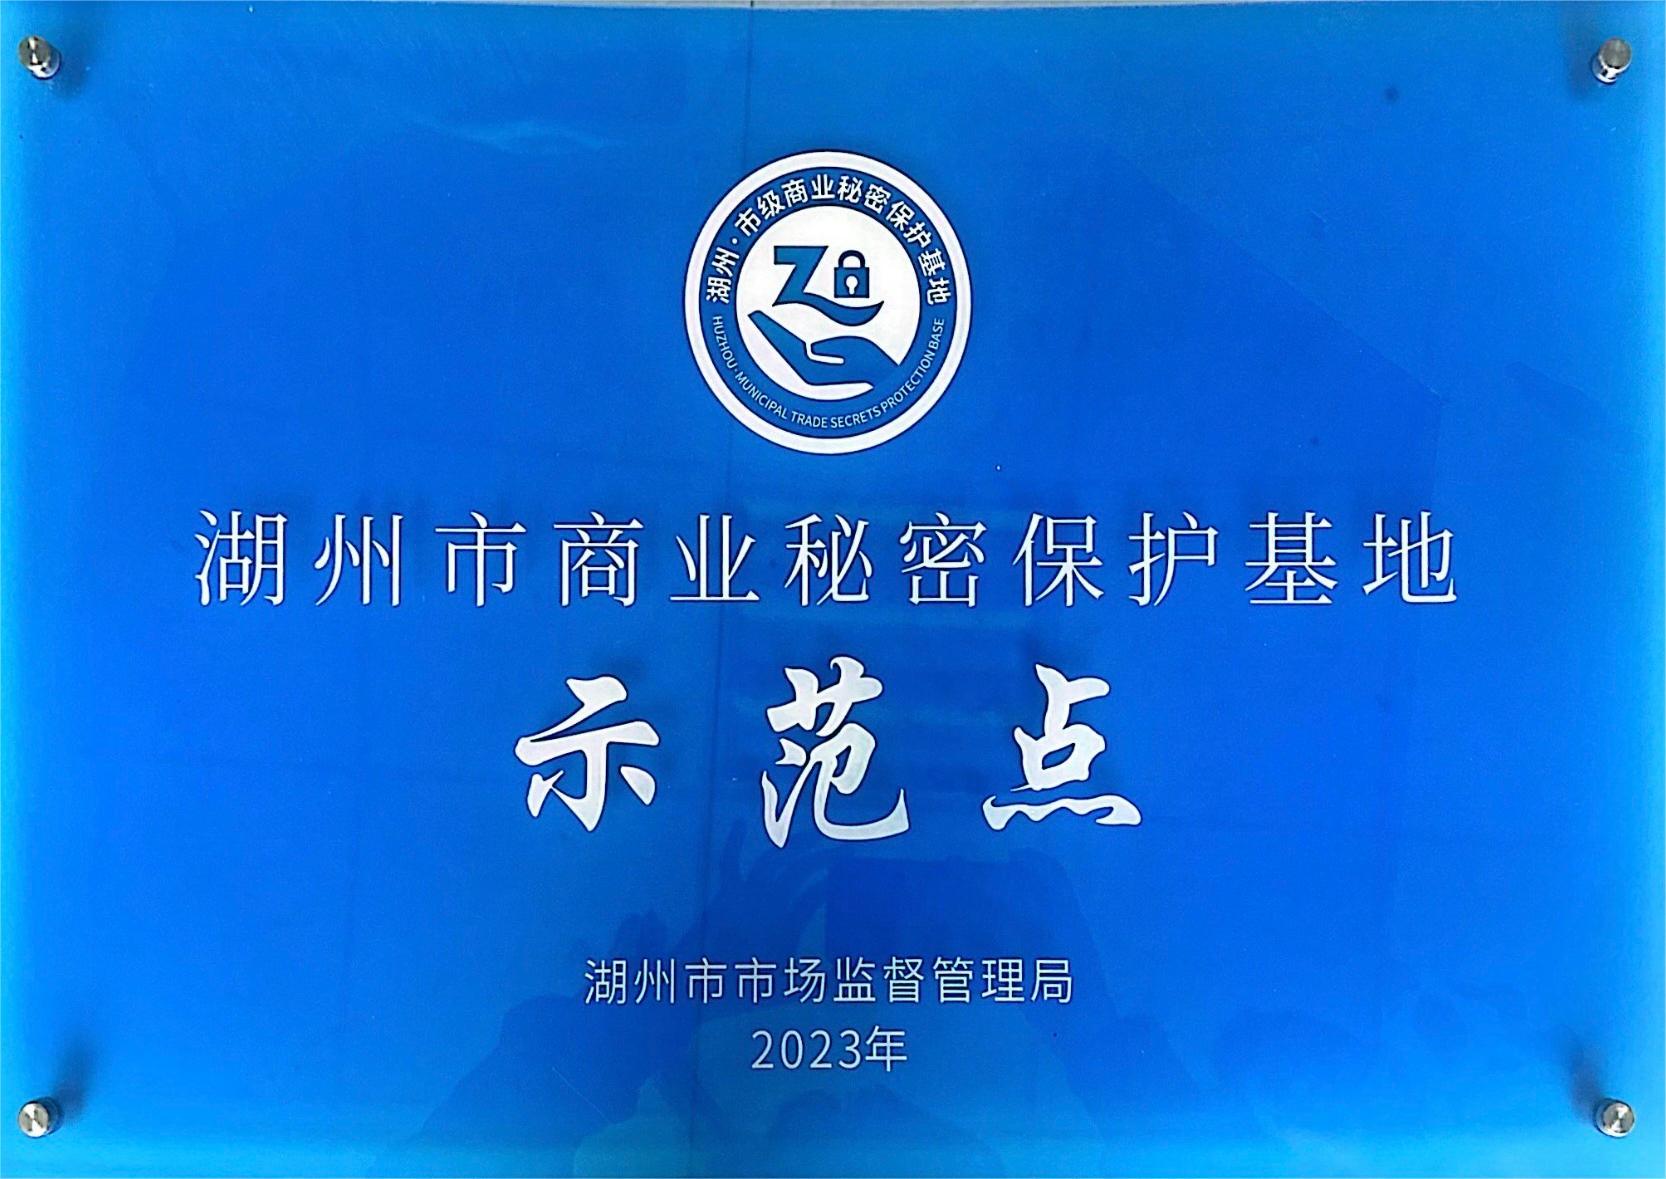 湖州·市级商业秘密保护基地
HUZHOU·MUNICIPAL TRADE SECRETS PROTECTION BASE
湖州市商业秘密保护基地
示范点
湖州市市场监督管理局
2023年